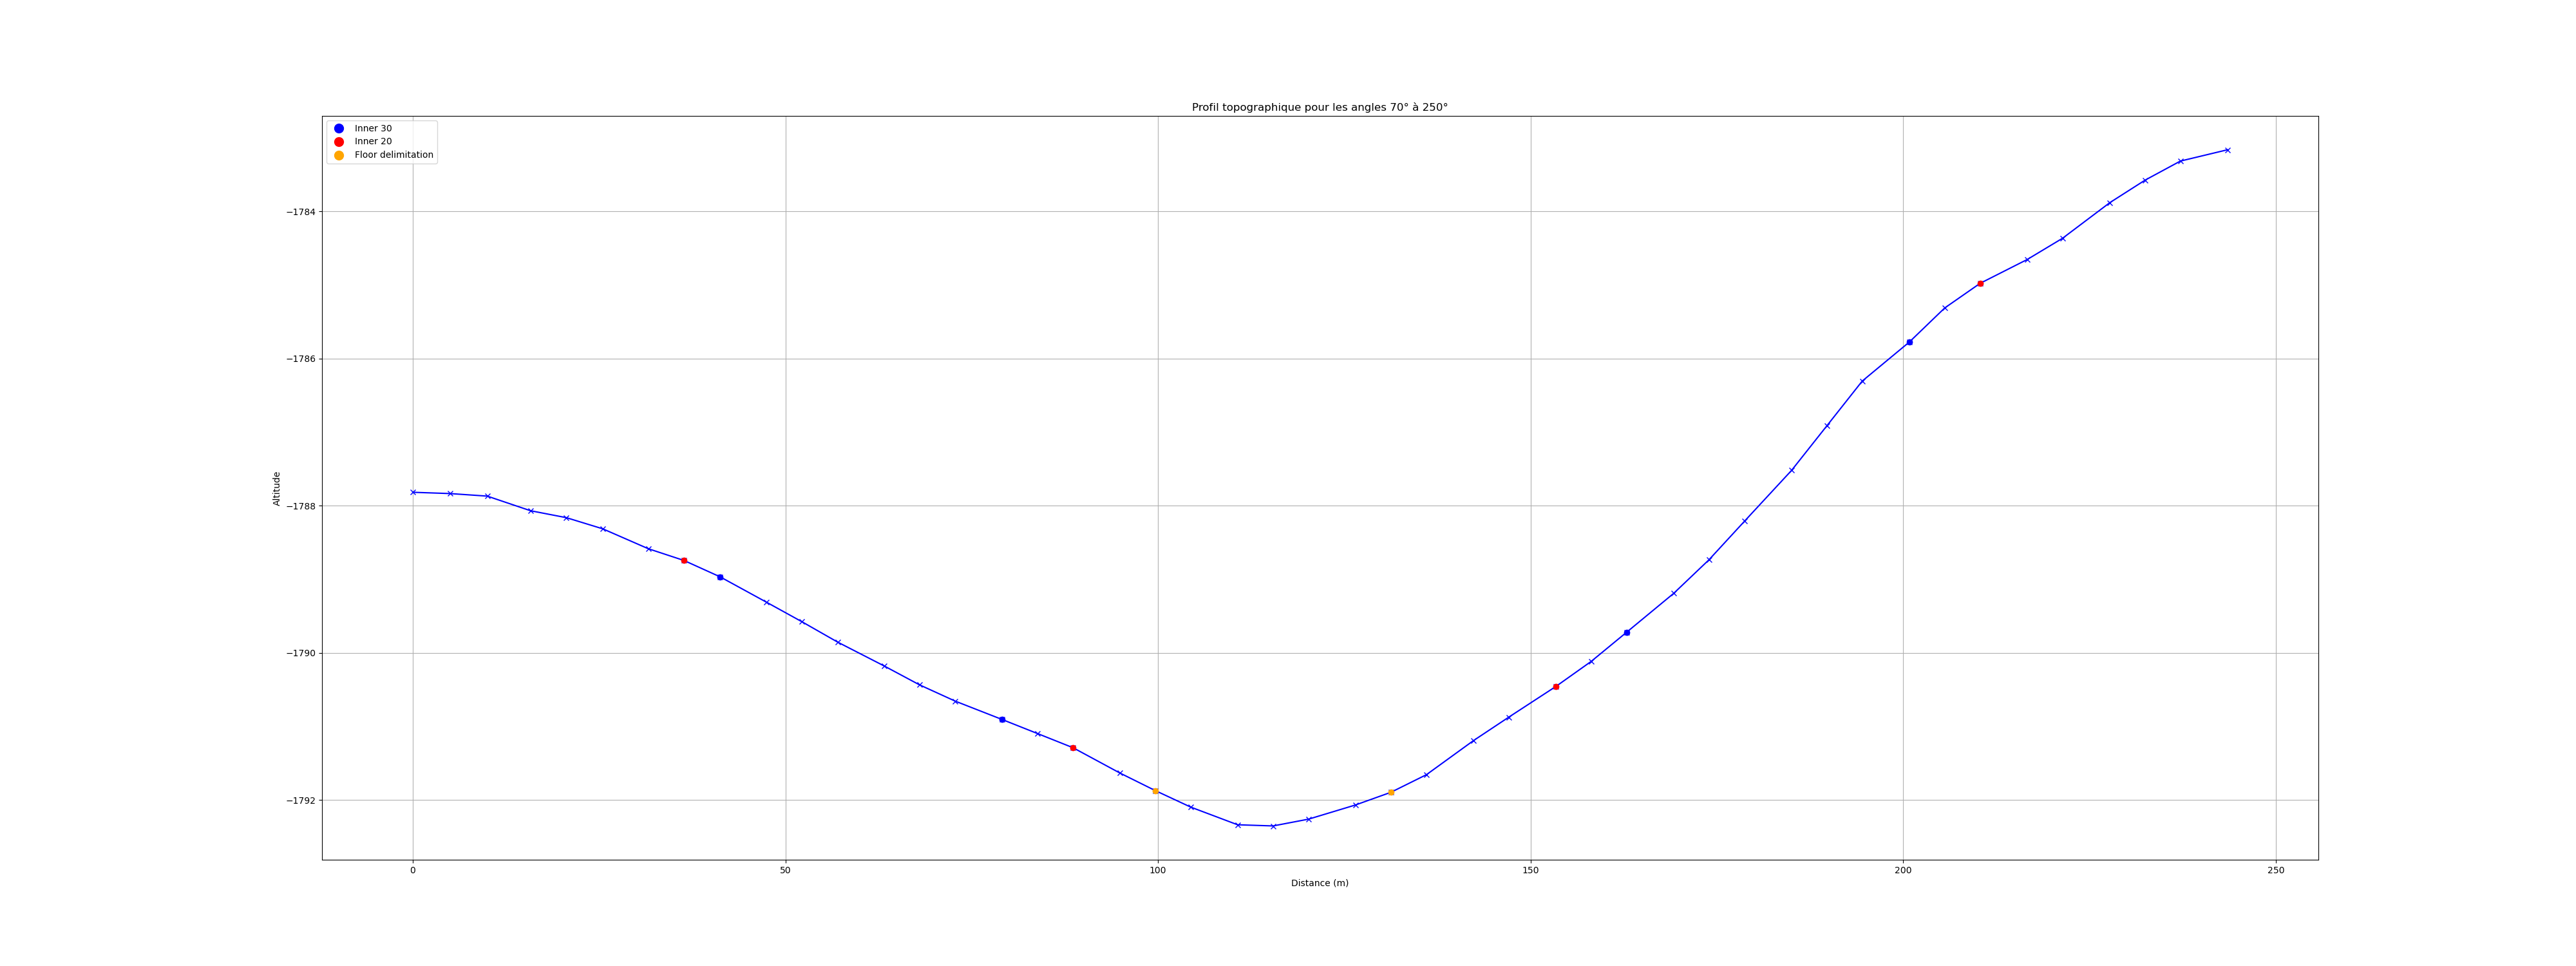 Profil topographique pour les angles 70° à 250°
Inner 30
Inner 20
Floor delimitation
Altitude
−1784
−1786
−1788
−1790
−1792
0
50
100
150
200
250
Distance (m)